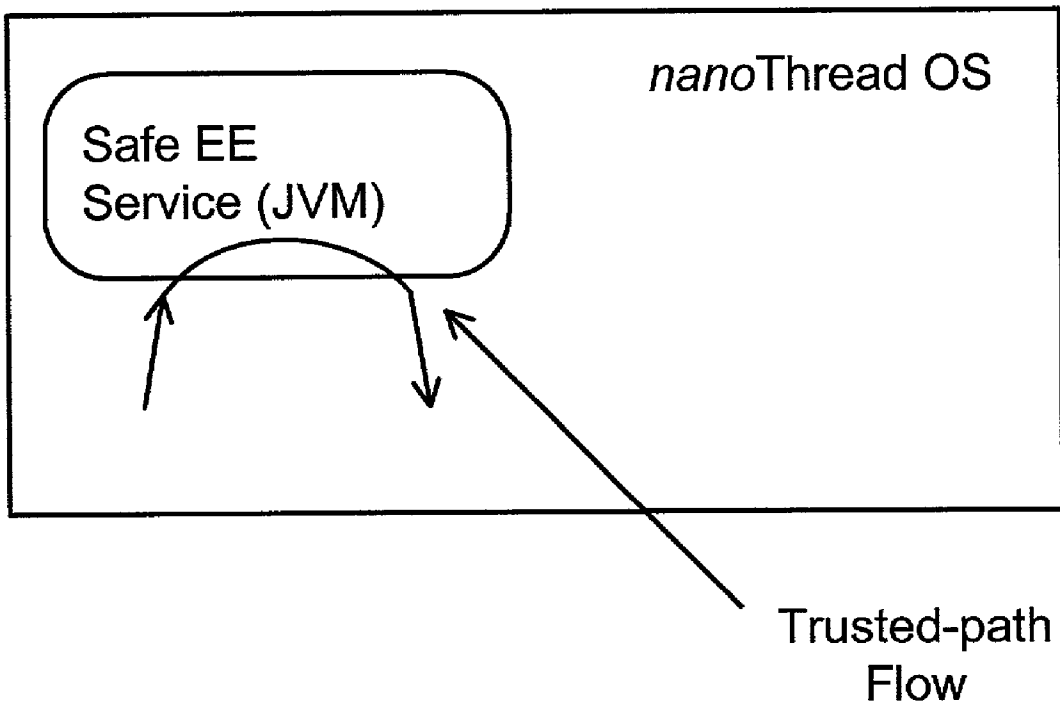 nanoThread OS
Safe EE
Service (JVM)
Trusted-path
Flow